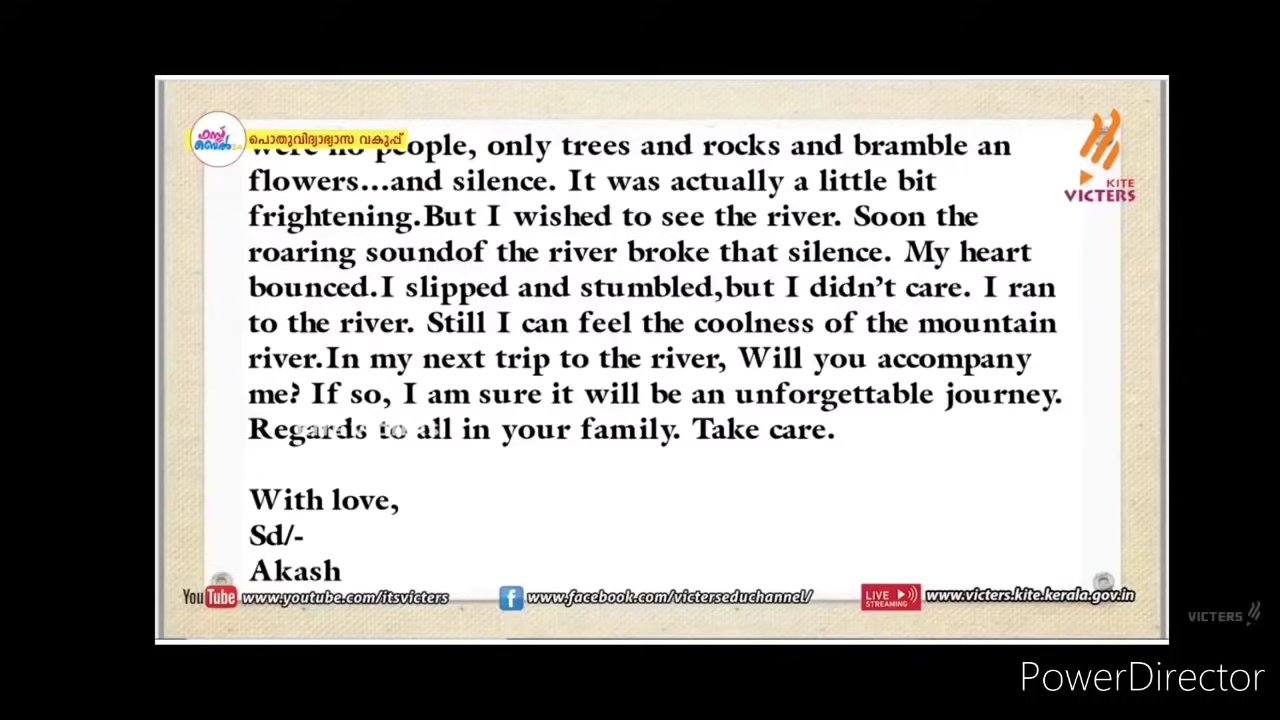 ഫസ്റ്റ്
ബെൽ
പൊതുവിദ്യാഭ്യാസ വകുപ്പ്
were no people, only trees and rocks and bramble an
flowers...and silence. It was actually a little bit
frightening.But I wished to see the river. Soon the
roaring soundof the river broke that silence. My heart
bounced.I slipped and stumbled,but I didn't care. I ran
to the river. Still I can feel the coolness of the mountain
river.In my next trip to the river, Will you accompany
me? If so, I am sure it will be an unforgettable journey.
Regards to all in your family. Take care.
With love,
Sd/-
Akash
KITE
VICTERS
YouTube www.youtube.com/itsvicters
www.facebook.com/victerseduchannel/
LIVE
STREAMING
www.victers.kite.kerala.gov.in
VICTERS
PowerDirector